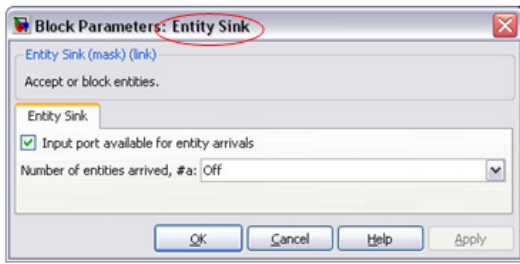 Block Parameters: Entity Sink
Entity Sink (mask) (link)
Accept or block entities.
Entity Sink
Input port available for entity arrivals
Number of entities arrived, #a: Off
OK Cancel Help Apply